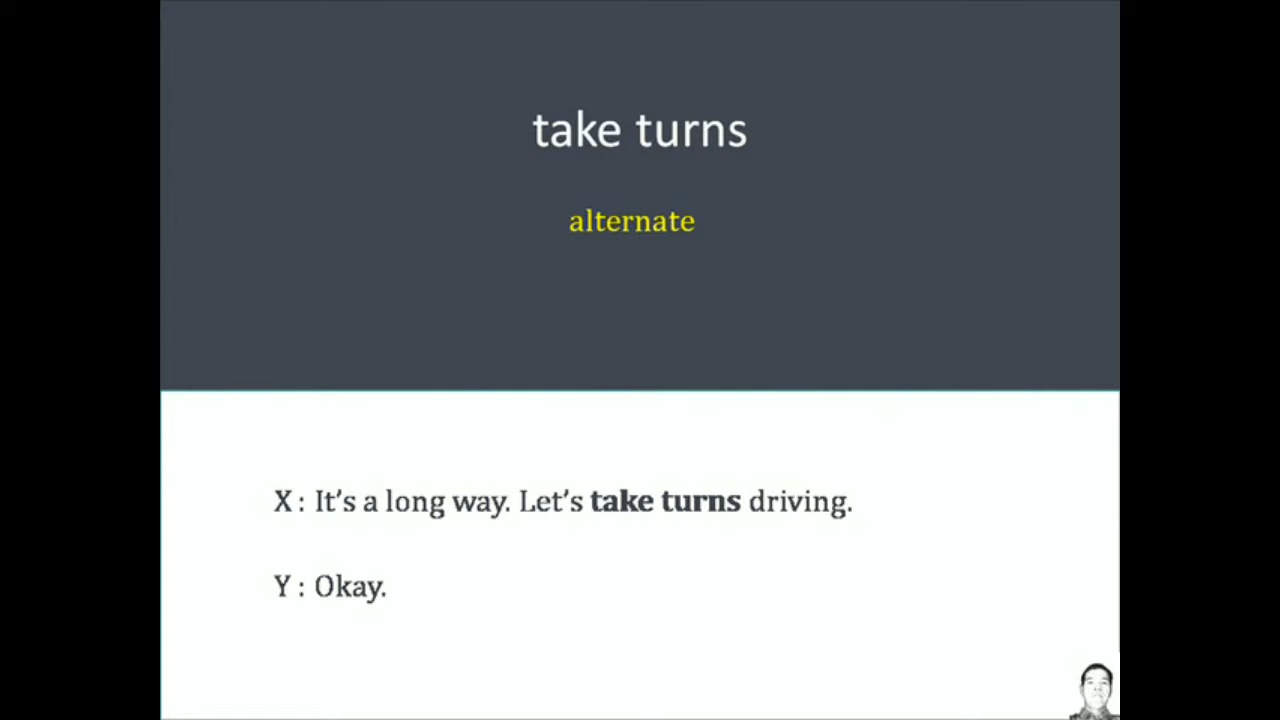 take turns
alternate
X : It's a long way. Let's take turns driving.
Y : Okay.